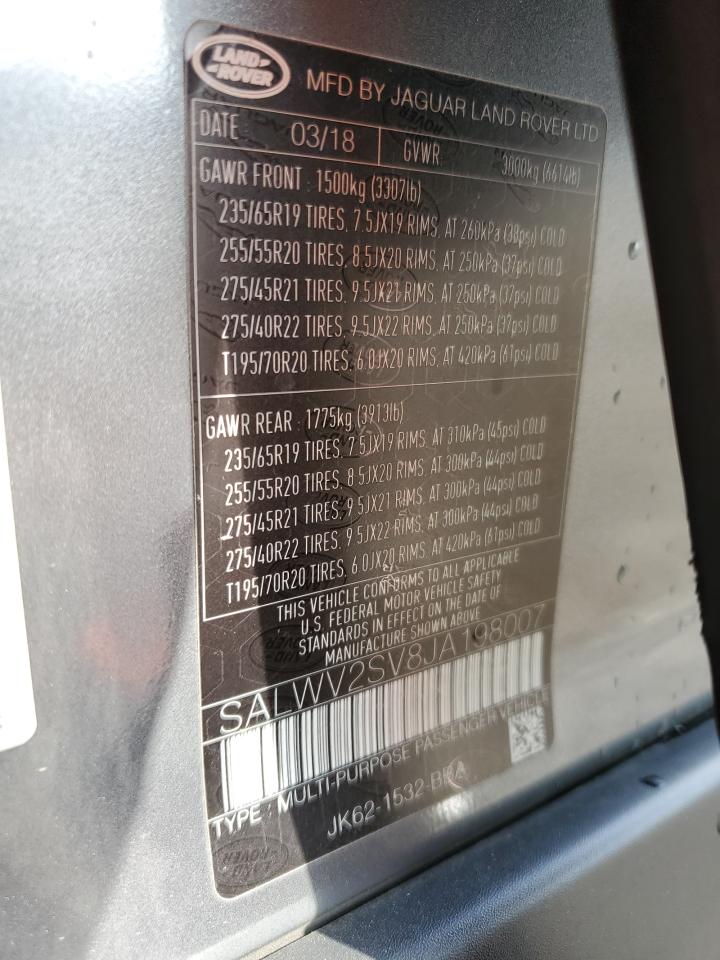 LAND
ROVER
MFD BY JAGUAR LAND ROVER LTD
DATE 03/18 GVWR 3000kg (6614lb)
GAWR FRONT : 1500kg (3307lb)
235/65R19 TIRES, 7.5JX19 RIMS, AT 260kPa (38psi) COLD
255/55R20 TIRES, 8.5JX20 RIMS, AT 250kPa (37psi) COLD
275/45R21 TIRES, 9.5JX21 RIMS, AT 250kPa (37psi) COLD
275/40R22 TIRES, 9.5JX22 RIMS, AT 250kPa (37psi) COLD
T195/70R20 TIRES, 6.0JX20 RIMS, AT 420kPa (61psi) COLD
GAWR REAR : 1775kg (3913lb)
235/65R19 TIRES, 7.5JX19 RIMS, AT 310kPa (45psi) COLD
255/55R20 TIRES, 8.5JX20 RIMS, AT 300kPa (44psi) COLD
275/45R21 TIRES, 9.5JX21 RIMS, AT 300kPa (44psi) COLD
275/40R22 TIRES, 9.5JX22 RIMS, AT 300kPa (44psi) COLD
T195/70R20 TIRES, 6.0JX20 RIMS, AT 420kPa (61psi) COLD
THIS VEHICLE CONFORMS TO ALL APPLICABLE
U.S. FEDERAL MOTOR VEHICLE SAFETY
STANDARDS IN EFFECT ON THE DATE OF
MANUFACTURE SHOWN ABOVE
SALWV2SV8JA198007
TYPE : MULTI-PURPOSE PASSENGER VEHICLE
JK62-1532-BBA